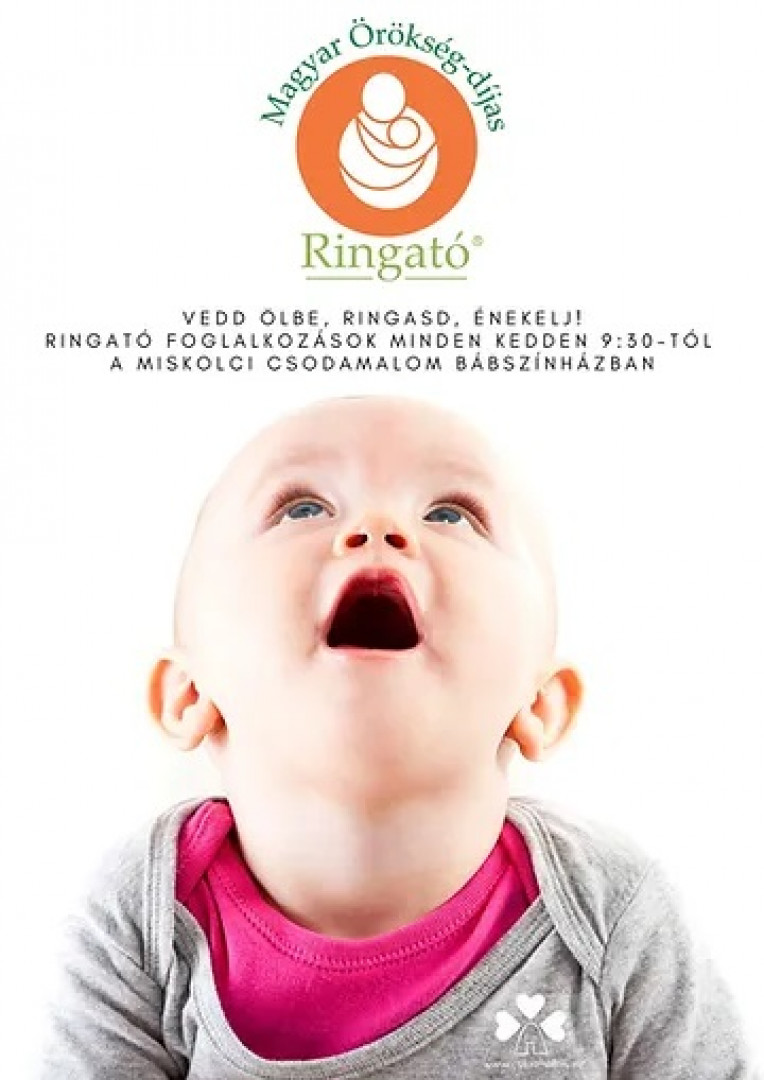 Magyar Örökség-díjas
Ringató®
VEDD ÖLBE, RINGASD, ÉNEKELJ!
RINGATÓ FOGLALKOZÁSOK MINDEN KEDDEN 9:30-TÓL
A MISKOLCI CSODAMALOM BÁBSZÍNHÁZBAN